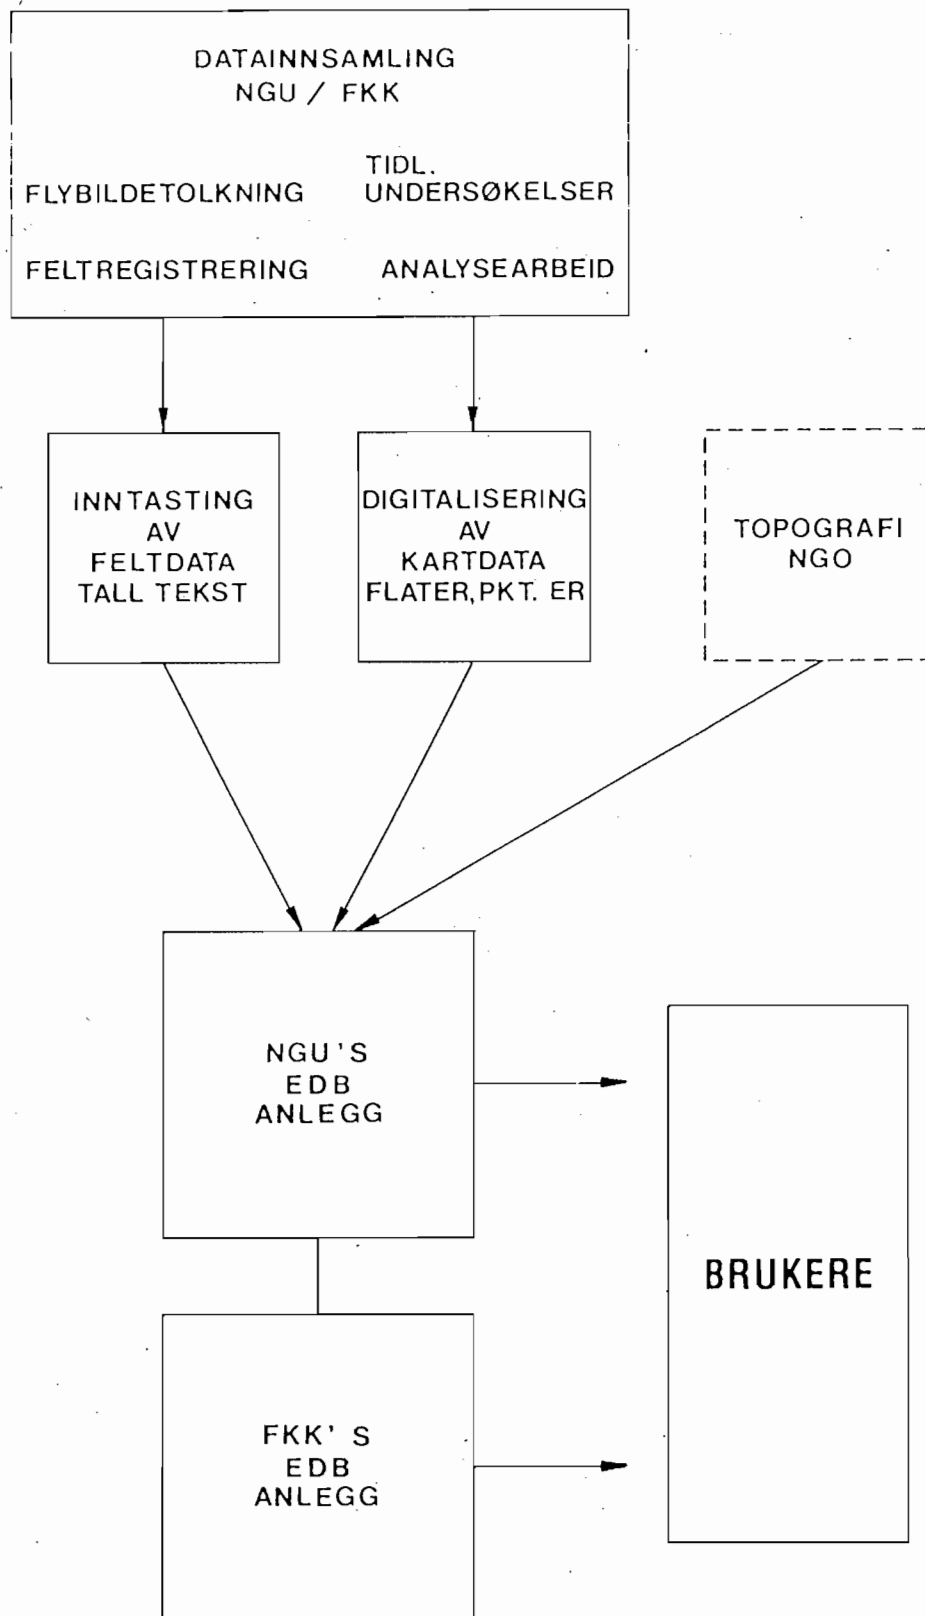 DATAINNSAMLING
NGU / FKK
FLYBILDETOLKNING
TIDL.
UNDERSØKELSER
FELTREGISTRERING
ANALYSEARBEID
INNTASTING
AV
FELTDATA
TALL TEKST
DIGITALISERING
AV
KARTDATA
FLATER, PKT. ER
TOPOGRAFI
NGO
NGU'S
EDB
ANLEGG
BRUKERE
FKK' S
EDB
ANLEGG